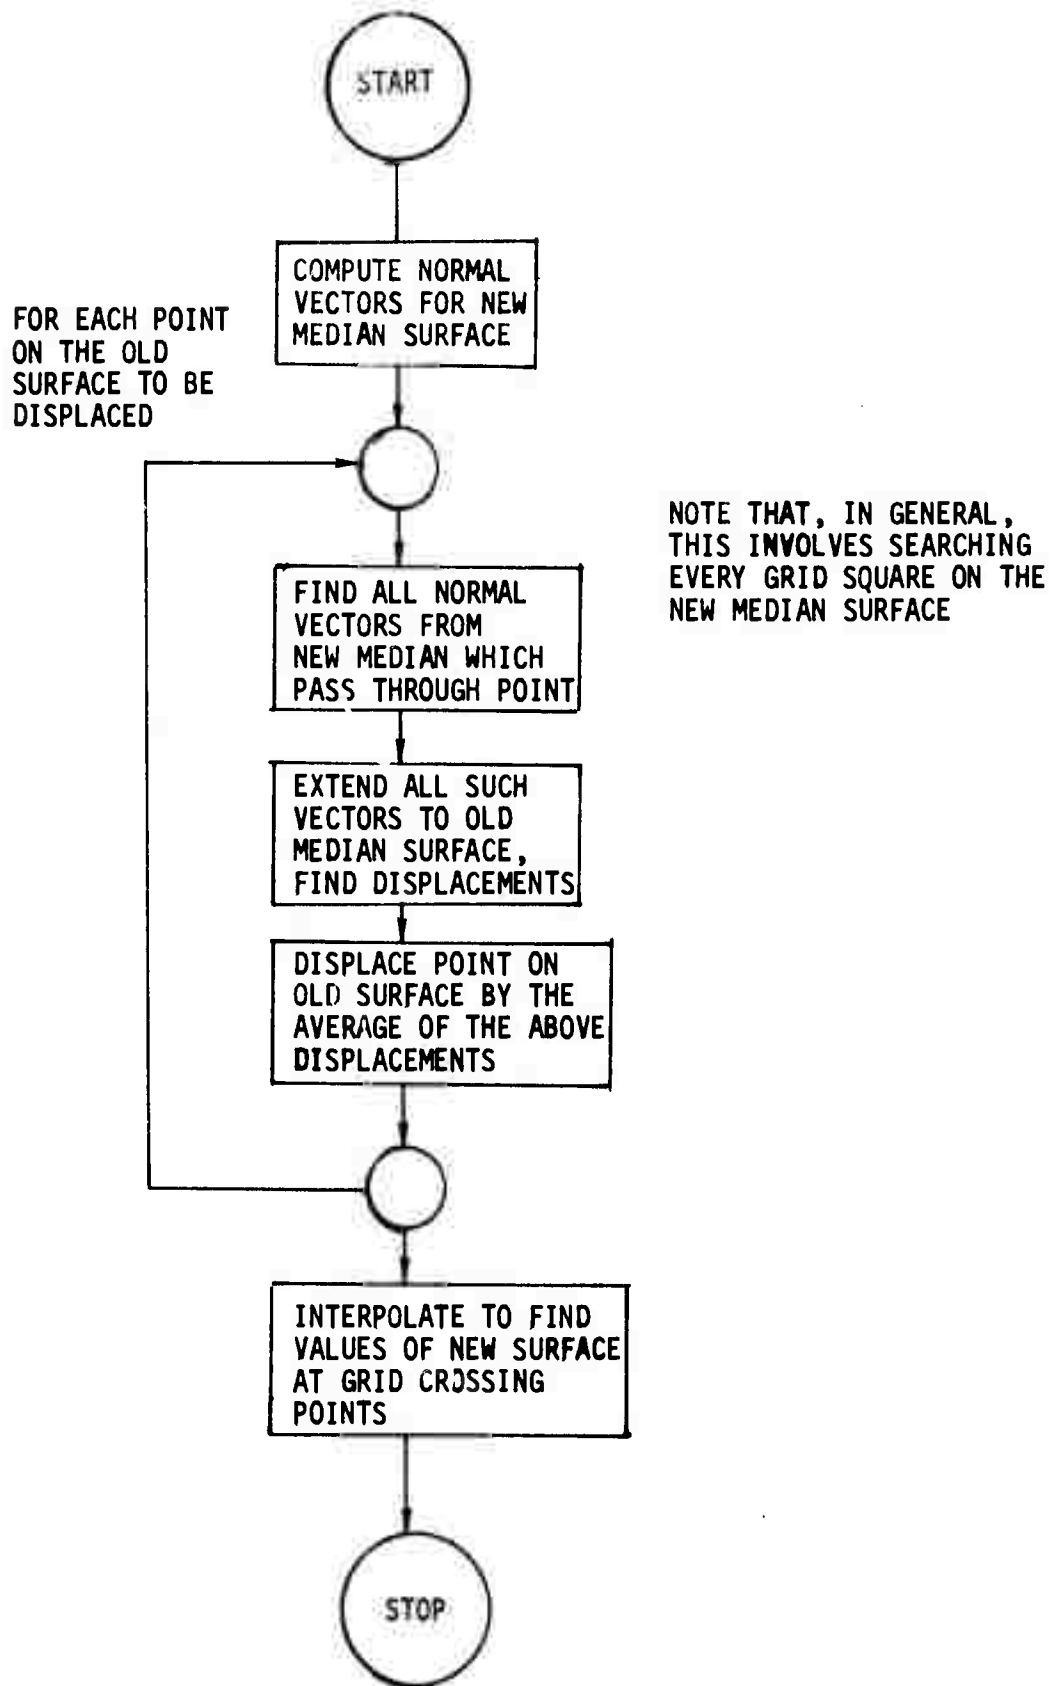 START
COMPUTE NORMAL
VECTORS FOR NEW
MEDIAN SURFACE
FOR EACH POINT
ON THE OLD
SURFACE TO BE
DISPLACED
NOTE THAT, IN GENERAL,
THIS INVOLVES SEARCHING
EVERY GRID SQUARE ON THE
NEW MEDIAN SURFACE
FIND ALL NORMAL
VECTORS FROM
NEW MEDIAN WHICH
PASS THROUGH POINT
EXTEND ALL SUCH
VECTORS TO OLD
MEDIAN SURFACE,
FIND DISPLACEMENTS
DISPLACE POINT ON
OLD SURFACE BY THE
AVERAGE OF THE ABOVE
DISPLACEMENTS
INTERPOLATE TO FIND
VALUES OF NEW SURFACE
AT GRID CROSSING
POINTS
STOP